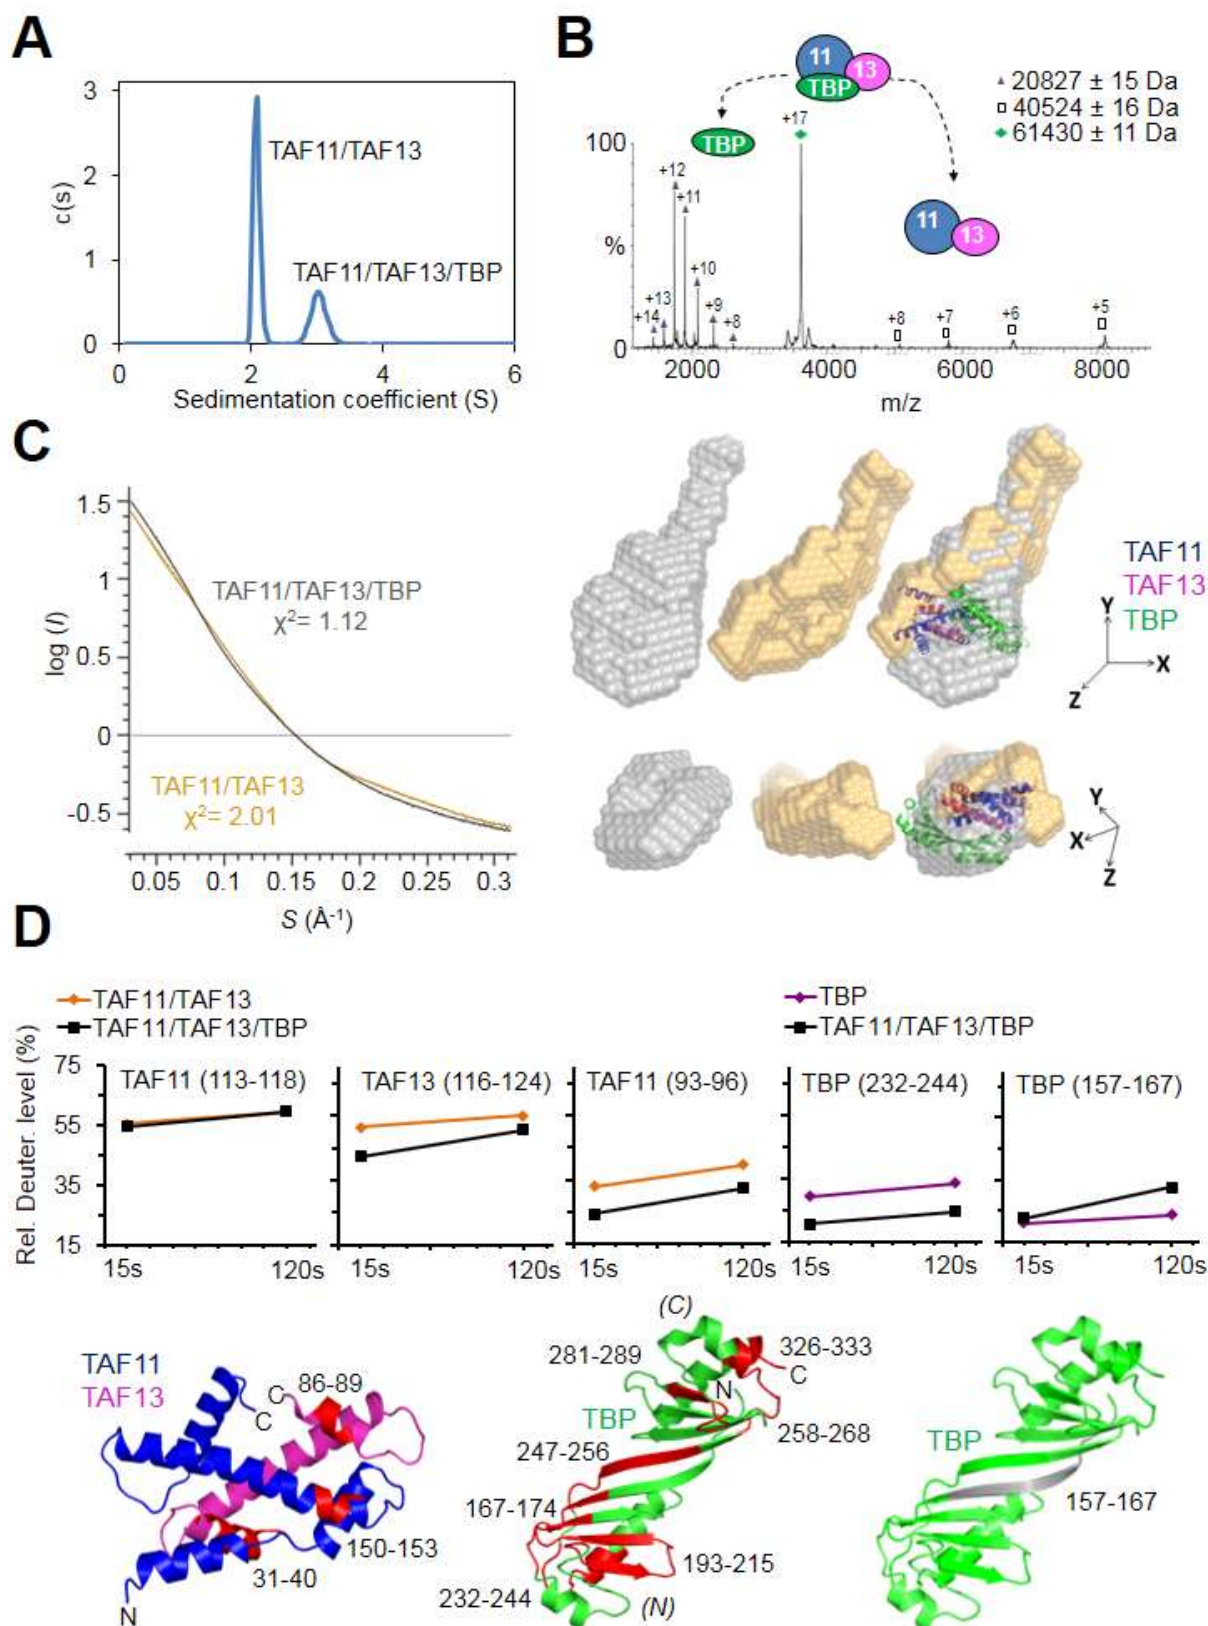 A
3
2
1
0
c(s)
TAF11/TAF13
TAF11/TAF13/TBP
0
2
4
6
Sedimentation coefficient (S)
B
11
13
TBP
TBP
11
13
20827 ± 15 Da
40524 ± 16 Da
61430 ± 11 Da
100
%
0
+14
+13
+12
+11
+10
+9
+8
+17
+8
+7
+6
+5
2000
4000
6000
8000
m/z
C
1.5
1
0.5
0
-0.5
log (I)
TAF11/TAF13/TBP
χ²= 1.12
TAF11/TAF13
χ²= 2.01
0.05
0.1
0.15
0.2
0.25
0.3
S (Å⁻¹)
TAF11
TAF13
TBP
Y
X
Z
Y
X
Z
D
TAF11/TAF13
TAF11/TAF13/TBP
TBP
TAF11/TAF13/TBP
Rel. Deuter. level (%)
75
55
35
15
TAF11 (113-118)
TAF13 (116-124)
TAF11 (93-96)
TBP (232-244)
TBP (157-167)
15s
120s
15s
120s
15s
120s
15s
120s
15s
120s
TAF11
TAF13
C
C
86-89
150-153
31-40
N
(C)
281-289
326-333
N
C
TBP
258-268
247-256
167-174
193-215
232-244
(N)
TBP
157-167